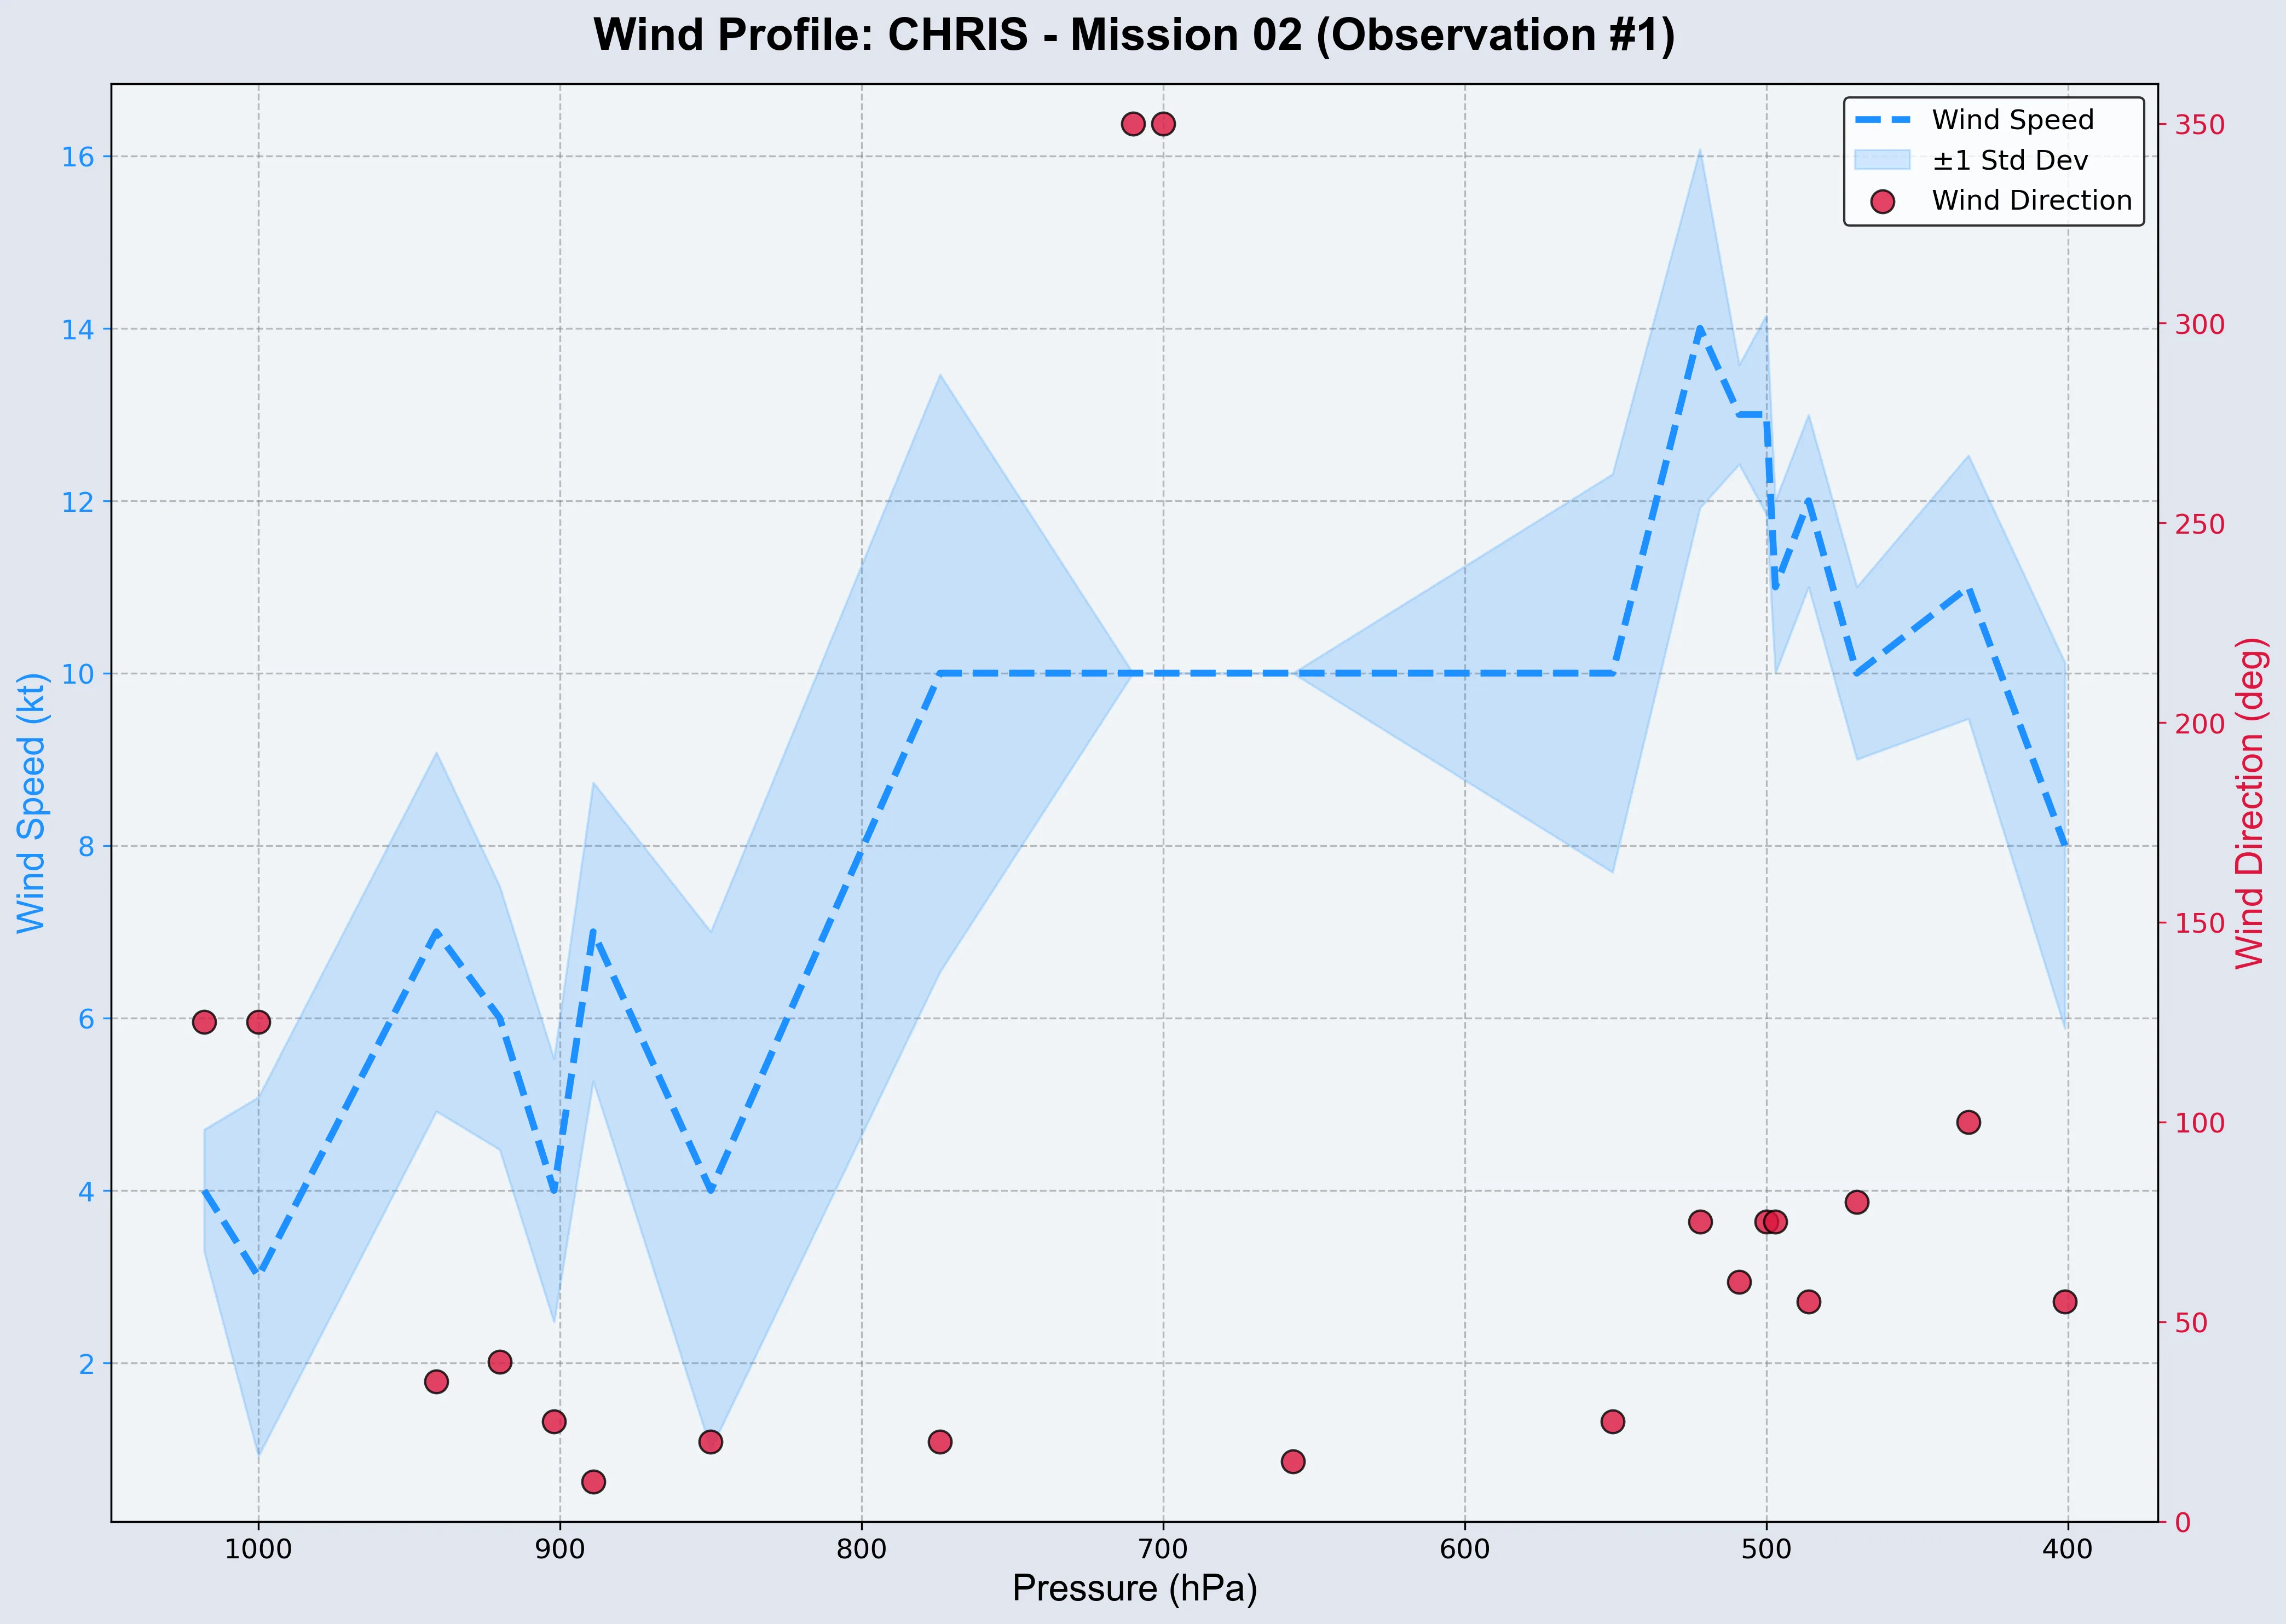 Wind Profile: CHRIS - Mission 02 (Observation #1)
Wind Speed
±1 Std Dev
Wind Direction
Wind Speed (kt)
16
14
12
10
8
6
4
2
350
300
250
200
150
100
50
0
Wind Direction (deg)
1000 900 800 700 600 500 400
Pressure (hPa)